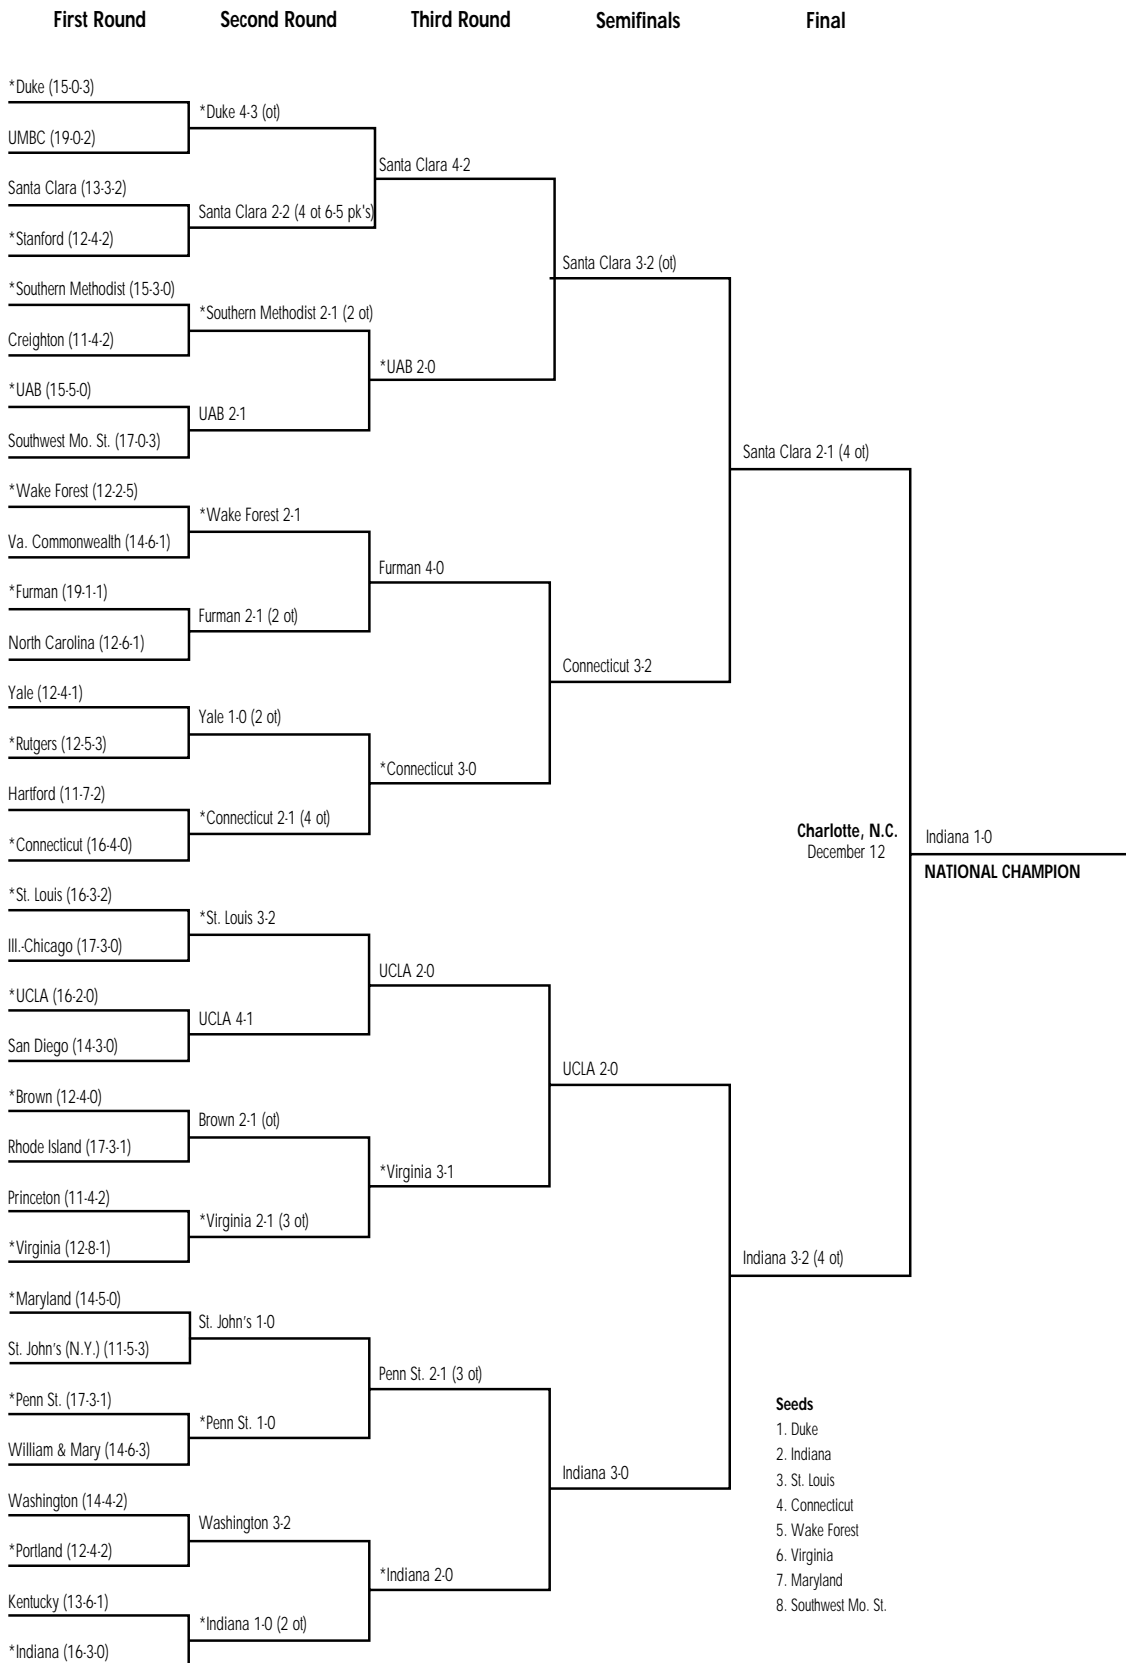 First Round
Second Round
Third Round
Semifinals
Final
*Duke (15-0-3)
UMBC (19-0-2)
Santa Clara (13-3-2)
*Stanford (12-4-2)
*Southern Methodist (15-3-0)
Creighton (11-4-2)
*UAB (15-5-0)
Southwest Mo. St. (17-0-3)
*Wake Forest (12-2-5)
Va. Commonwealth (14-6-1)
*Furman (19-1-1)
North Carolina (12-6-1)
Yale (12-4-1)
*Rutgers (12-5-3)
Hartford (11-7-2)
*Connecticut (16-4-0)
*St. Louis (16-3-2)
Ill.-Chicago (17-3-0)
*UCLA (16-2-0)
San Diego (14-3-0)
*Brown (12-4-0)
Rhode Island (17-3-1)
Princeton (11-4-2)
*Virginia (12-8-1)
*Maryland (14-5-0)
St. John's (N.Y.) (11-5-3)
*Penn St. (17-3-1)
William & Mary (14-6-3)
Washington (14-4-2)
*Portland (12-4-2)
Kentucky (13-6-1)
*Indiana (16-3-0)
*Duke 4-3 (ot)
Santa Clara 2-2 (4 ot 6-5 pk's)
*Southern Methodist 2-1 (2 ot)
UAB 2-1
*Wake Forest 2-1
Furman 2-1 (2 ot)
Yale 1-0 (2 ot)
*Connecticut 2-1 (4 ot)
*St. Louis 3-2
UCLA 4-1
Brown 2-1 (ot)
*Virginia 2-1 (3 ot)
St. John's 1-0
*Penn St. 1-0
Washington 3-2
*Indiana 1-0 (2 ot)
Santa Clara 4-2
*UAB 2-0
Furman 4-0
*Connecticut 3-0
UCLA 2-0
*Virginia 3-1
Penn St. 2-1 (3 ot)
*Indiana 2-0
Santa Clara 3-2 (ot)
Connecticut 3-2
UCLA 2-0
Indiana 3-0
Santa Clara 2-1 (4 ot)
Indiana 3-2 (4 ot)
Charlotte, N.C.
December 12
Indiana 1-0
NATIONAL CHAMPION
Seeds
1. Duke
2. Indiana
3. St. Louis
4. Connecticut
5. Wake Forest
6. Virginia
7. Maryland
8. Southwest Mo. St.